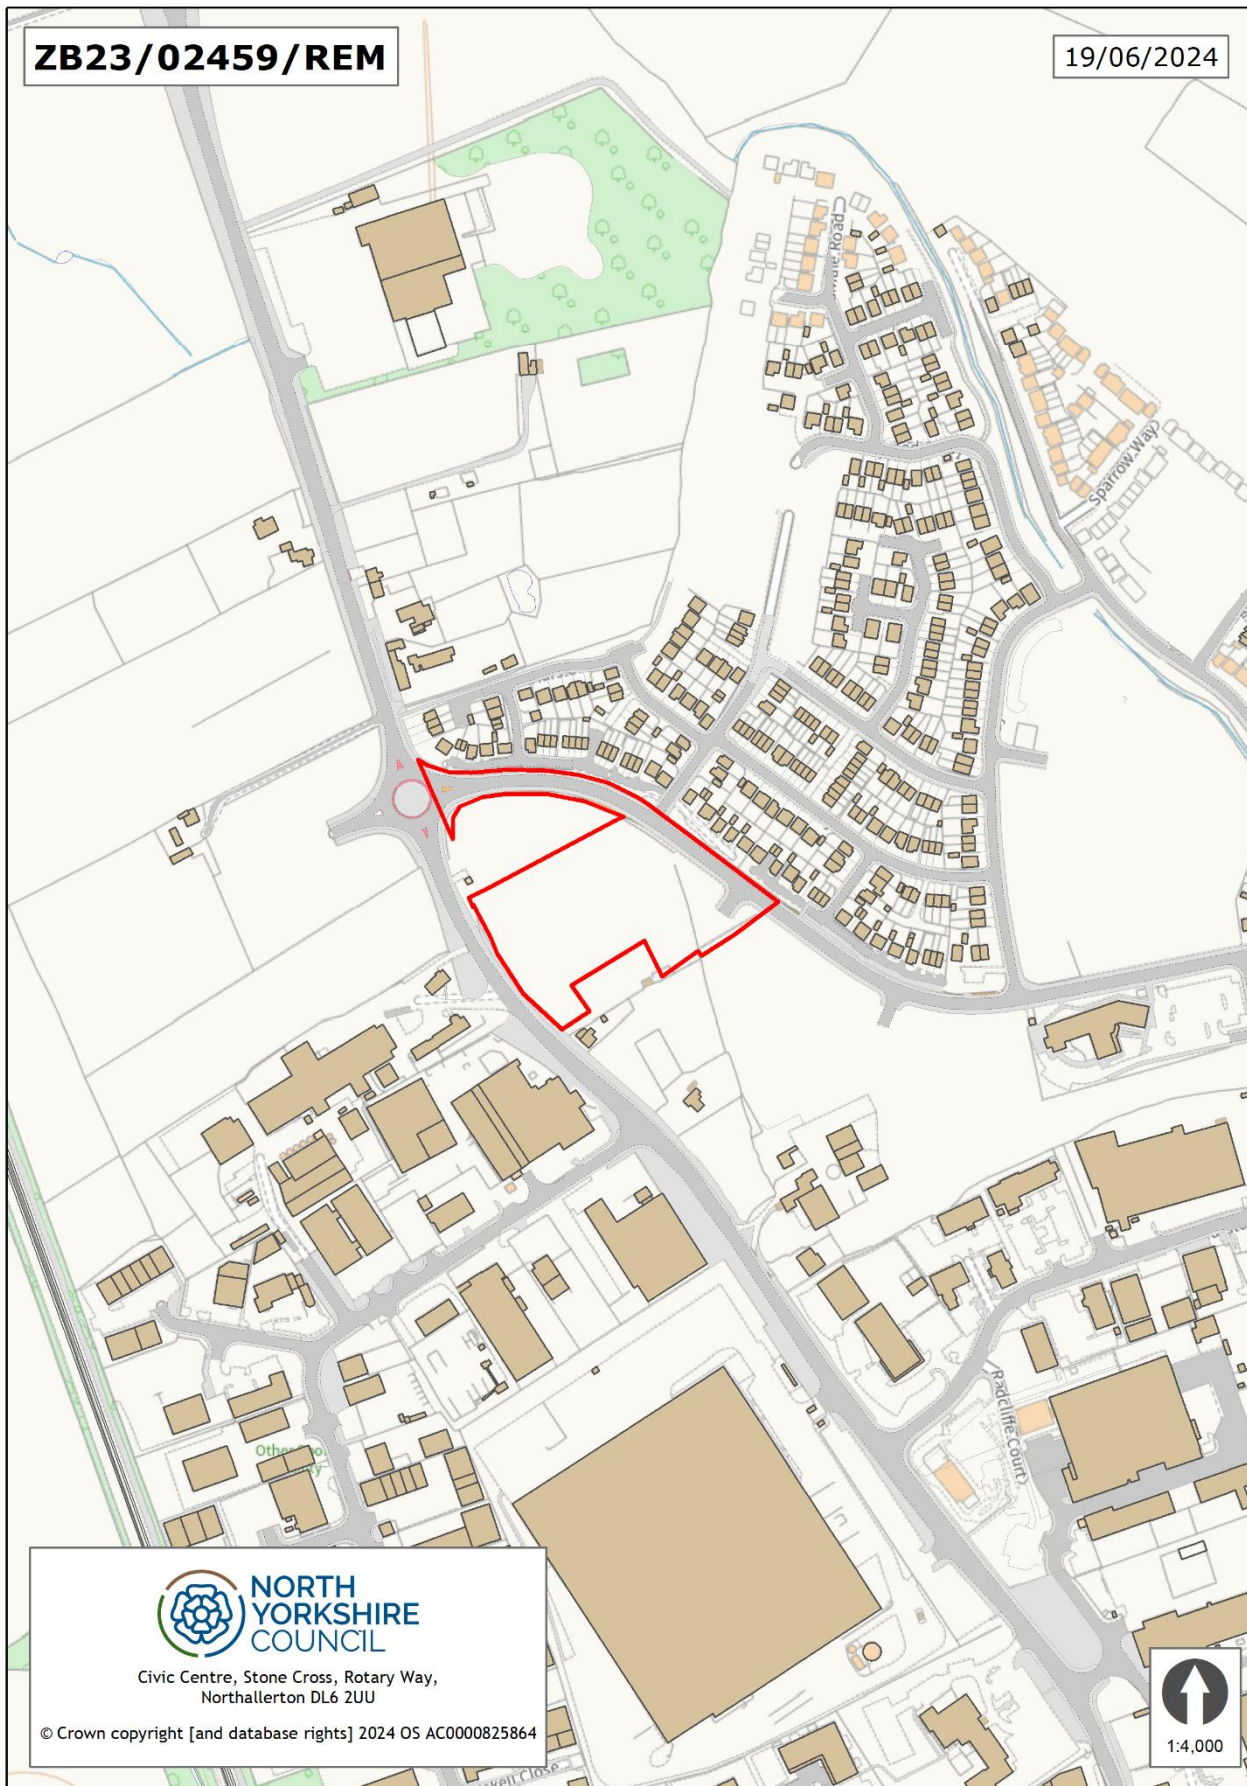 ZB23/02459/REM
19/06/2024
Sparrow Way
Radcliffe Court
NORTH
YORKSHIRE
COUNCIL
Civic Centre, Stone Cross, Rotary Way,
Northallerton DL6 2UU
© Crown copyright [and database rights] 2024 OS AC0000825864
1:4,000
Close